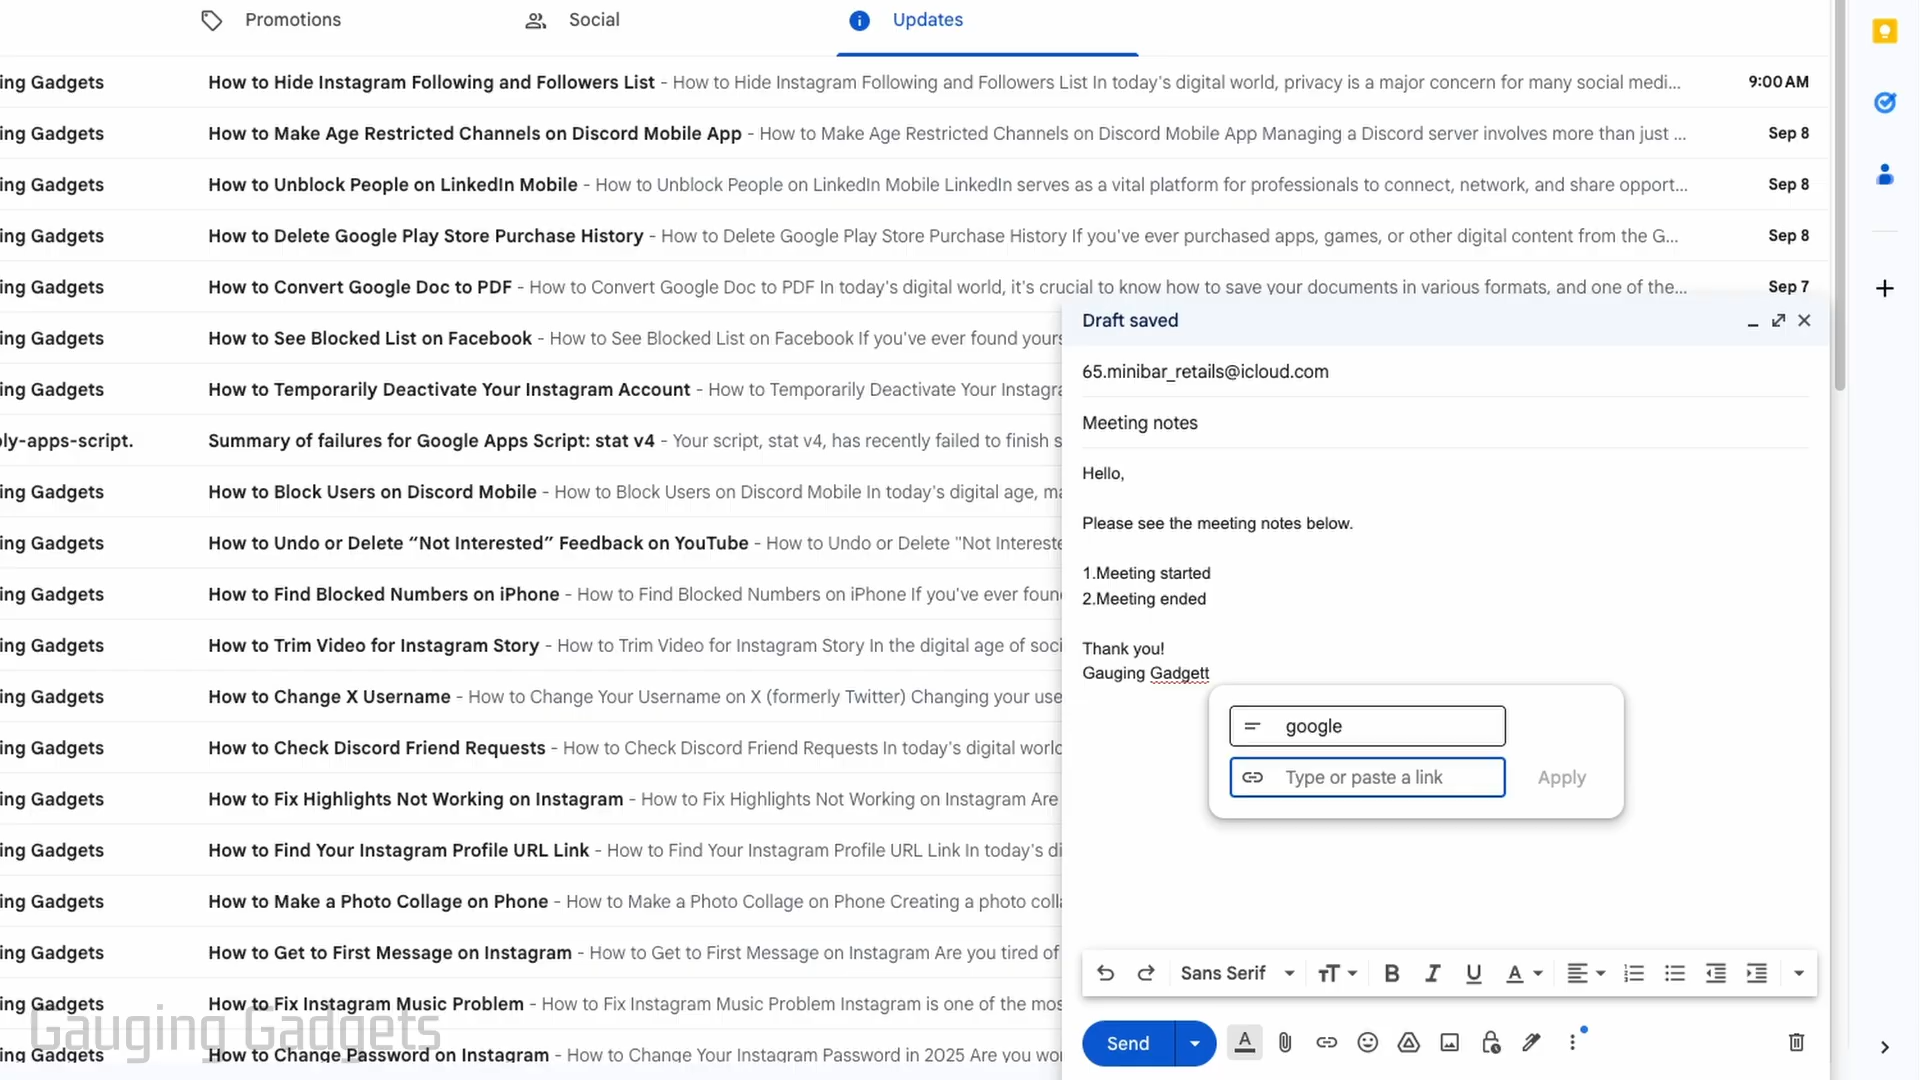 Promotions
Social
Updates
ing Gadgets How to Hide Instagram Following and Followers List - How to Hide Instagram Following and Followers List In today's digital world, privacy is a major concern for many social medi... 9:00 AM
ing Gadgets How to Make Age Restricted Channels on Discord Mobile App - How to Make Age Restricted Channels on Discord Mobile App Managing a Discord server involves more than just ... Sep 8
ing Gadgets How to Unblock People on LinkedIn Mobile - How to Unblock People on LinkedIn Mobile LinkedIn serves as a vital platform for professionals to connect, network, and share opport... Sep 8
ing Gadgets How to Delete Google Play Store Purchase History - How to Delete Google Play Store Purchase History If you've ever purchased apps, games, or other digital content from the G... Sep 8
ing Gadgets How to Convert Google Doc to PDF - How to Convert Google Doc to PDF In today's digital world, it's crucial to know how to save your documents in various formats, and one of the... Sep 7
ing Gadgets How to See Blocked List on Facebook - How to See Blocked List on Facebook If you've ever found yours
ing Gadgets How to Temporarily Deactivate Your Instagram Account - How to Temporarily Deactivate Your Instagra
ly-apps-script. Summary of failures for Google Apps Script: stat v4 - Your script, stat v4, has recently failed to finish s
ing Gadgets How to Block Users on Discord Mobile - How to Block Users on Discord Mobile In today's digital age, ma
ing Gadgets How to Undo or Delete “Not Interested” Feedback on YouTube - How to Undo or Delete "Not Intereste
ing Gadgets How to Find Blocked Numbers on iPhone - How to Find Blocked Numbers on iPhone If you've ever foun
ing Gadgets How to Trim Video for Instagram Story - How to Trim Video for Instagram Story In the digital age of soci
ing Gadgets How to Change X Username - How to Change Your Username on X (formerly Twitter) Changing your use
ing Gadgets How to Check Discord Friend Requests - How to Check Discord Friend Requests In today's digital world
ing Gadgets How to Fix Highlights Not Working on Instagram - How to Fix Highlights Not Working on Instagram Are
ing Gadgets How to Find Your Instagram Profile URL Link - How to Find Your Instagram Profile URL Link In today's di
ing Gadgets How to Make a Photo Collage on Phone - How to Make a Photo Collage on Phone Creating a photo coll
ing Gadgets How to Get to First Message on Instagram - How to Get to First Message on Instagram Are you tired of
ing Gadgets How to Fix Instagram Music Problem - How to Fix Instagram Music Problem Instagram is one of the mos
ing Gadgets How to Change Password on Instagram - How to Change Your Instagram Password in 2025 Are you wor
Gauging Gadgets
Draft saved
65.minibar_retails@icloud.com
Meeting notes
Hello,
Please see the meeting notes below.
1.Meeting started
2.Meeting ended
Thank you!
Gauging Gadgett
google
Type or paste a link Apply
Sans Serif
Send